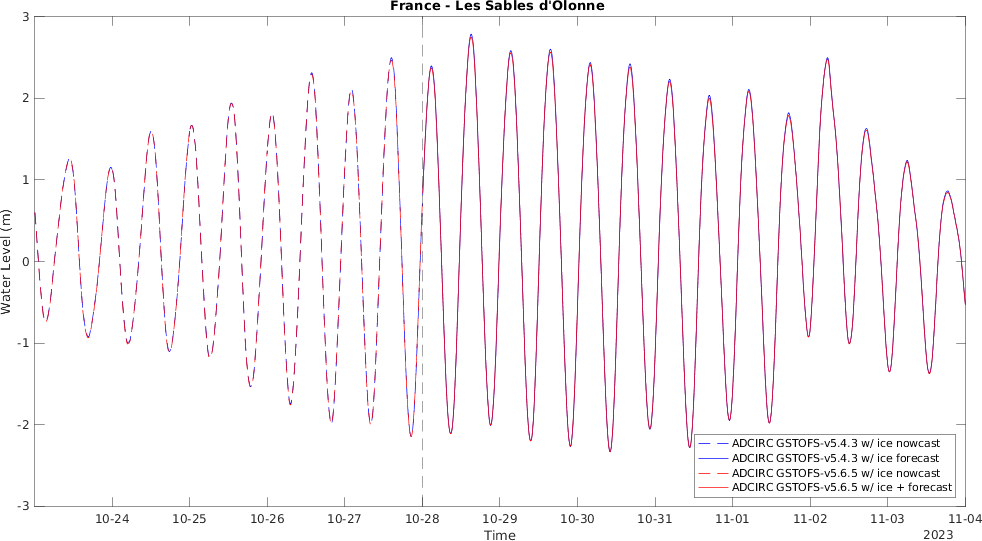 France - Les Sables d'Olonne
Water Level (m)
3
2
1
0
-1
-2
-3
ADCIRC GSTOFS-v5.4.3 w/ ice nowcast
ADCIRC GSTOFS-v5.4.3 w/ ice forecast
ADCIRC GSTOFS-v5.6.5 w/ ice nowcast
ADCIRC GSTOFS-v5.6.5 w/ ice + forecast
10-24 10-25 10-26 10-27 10-28 10-29 10-30 10-31 11-01 11-02 11-03 11-04
Time
2023